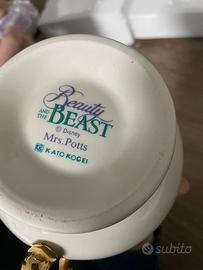 Beauty
AND THE BEAST
© Disney
Mrs. Potts
KATO KOGEI
subito